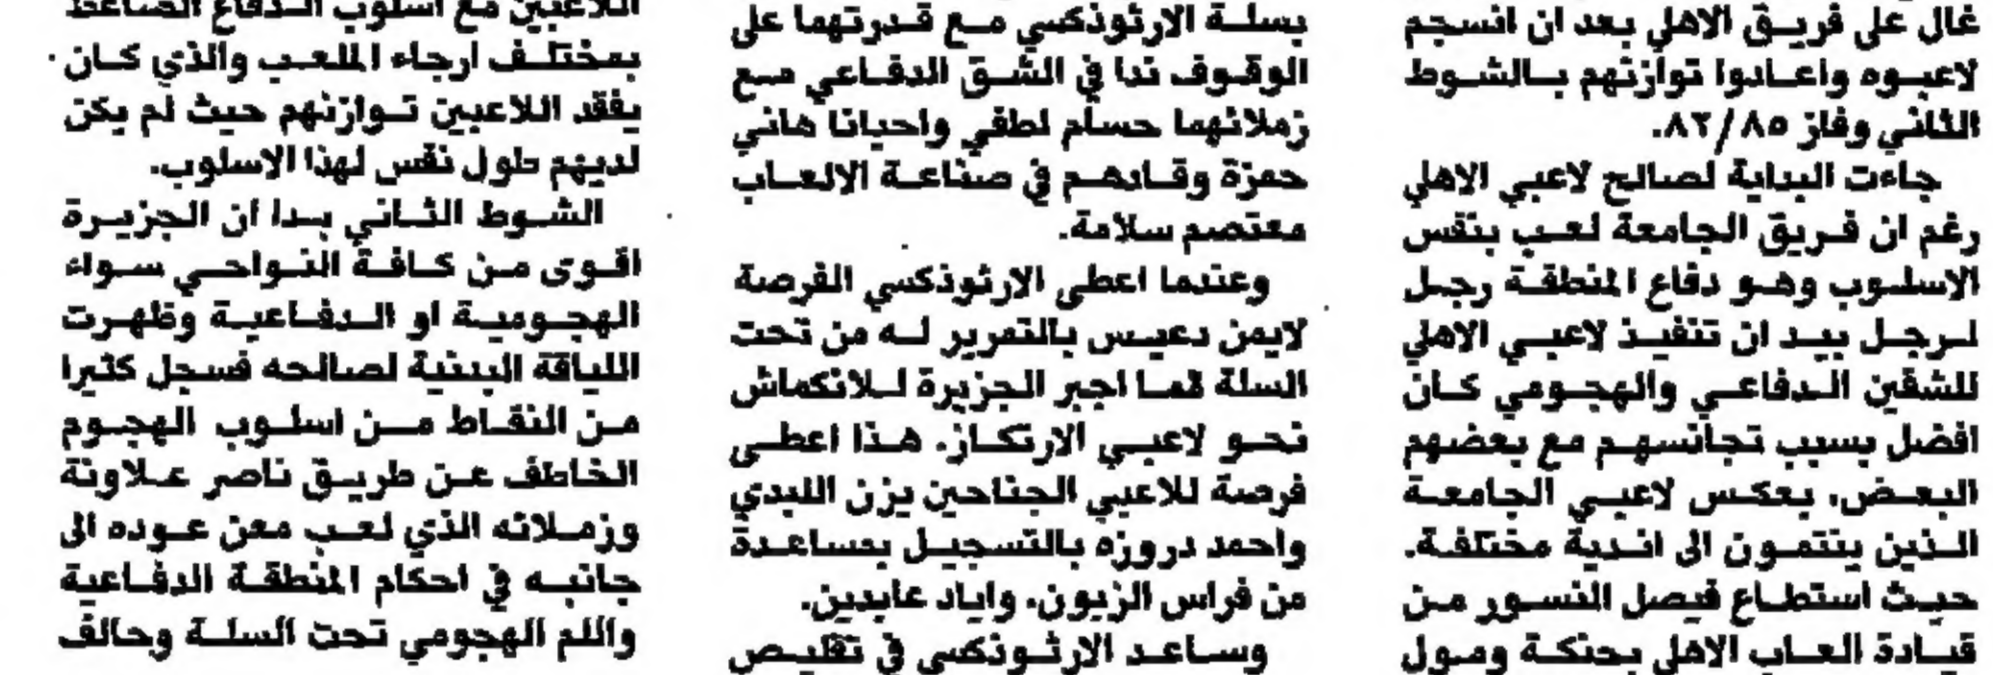 غال على فريق الاهلي بعد ان انسجم
لاعبوه واعادوا توازنهم بالشوط
الثاني وفاز ٨٢/٨٥.
جاءت البداية لصالح لاعبي الاهلي
رغم ان فريق الجامعة لعب بنفس
الاسلوب وهو دفاع المنطقة رجل
لرجل بيد ان تنفيذ لاعبي الاهلي
للشقين الدفاعي والهجومي كان
افضل بسبب تجانسهم مع بعضهم
البعض، بعكس لاعبي الجامعة
الذين ينتمون الى اندية مختلفة.
حيث استطاع فيصل النسور من
قيادة العاب الاهلي بحنكة ومول
بسلة الارثوذكسي مع قدرتهما على
الوقوف ندا في الشق الدفاعي مع
زملائهما حسام لطفي واحيانا هاني
حمزة وقادهم في صناعة الالعاب
معتصم سلامة.
وعندما اعطى الارثوذكسي الفرصة
لايمن دعيس بالتمرير له من تحت
السلة مما اجبر الجزيرة للانكماش
نحو لاعبي الارتكاز. هذا اعطى
فرصة للاعبي الجناحين يزن اللبدي
واحمد دروزه بالتسجيل بمساعدة
من فراس الزبون، واياد عابدين.
وساعد الارثوذكسي في تقليص
اللاعبين مع اسلوب الدفاع الضاغط
بمختلف ارجاء الملعب والذي كان
يفقد اللاعبين توازنهم حيث لم يكن
لديهم طول نفس لهذا الاسلوب.
الشوط الثاني بدا ان الجزيرة
اقوى من كافة النواحي سواء
الهجومية او الدفاعية وظهرت
اللياقة البدنية لصالحه فسجل كثيرا
من النقاط من اسلوب الهجوم
الخاطف عن طريق ناصر علاونة
وزملائه الذي لعب معن عوده الى
جانبه في احكام المنطقة الدفاعية
واللم الهجومي تحت السلة وحالف